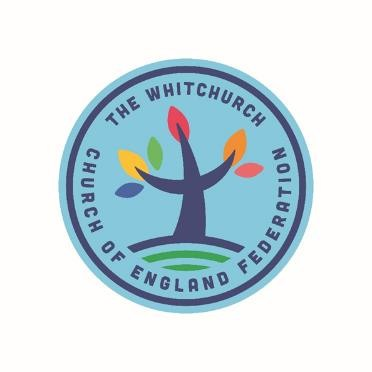 THE WHITCHURCH
CHURCH OF ENGLAND FEDERATION